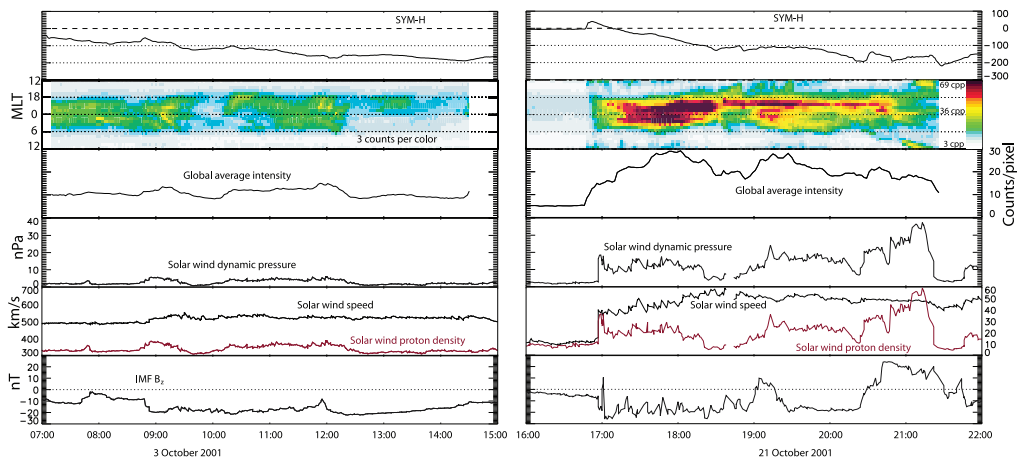 SYM-H
SYM-H
100
0
−100
−200
−300
12
18
0
6
12
MLT
3 counts per color
69 cpp
36 cpp
3 cpp
Global average intensity
Global average intensity
30
20
10
0
Counts/pixel
40
30
20
10
0
nPa
Solar wind dynamic pressure
Solar wind dynamic pressure
700
600
500
400
300
km/s
Solar wind speed
Solar wind proton density
Solar wind speed
Solar wind proton density
60
50
40
30
20
10
0
20
10
0
−10
−20
−30
nT
IMF Bz
07:00 08:00 09:00 10:00 11:00 12:00 13:00 14:00 15:00
16:00 17:00 18:00 19:00 20:00 21:00 22:00
3 October 2001
21 October 2001